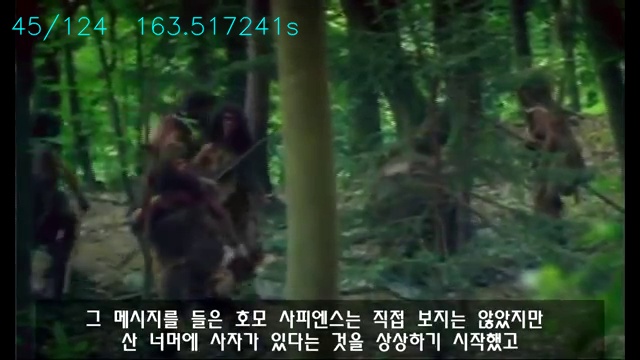 45/124 163.517241s
그 메시지를 들은 호모 사피엔스는 직접 보지는 않았지만
산 너머에 사자가 있다는 것을 상상하기 시작했고